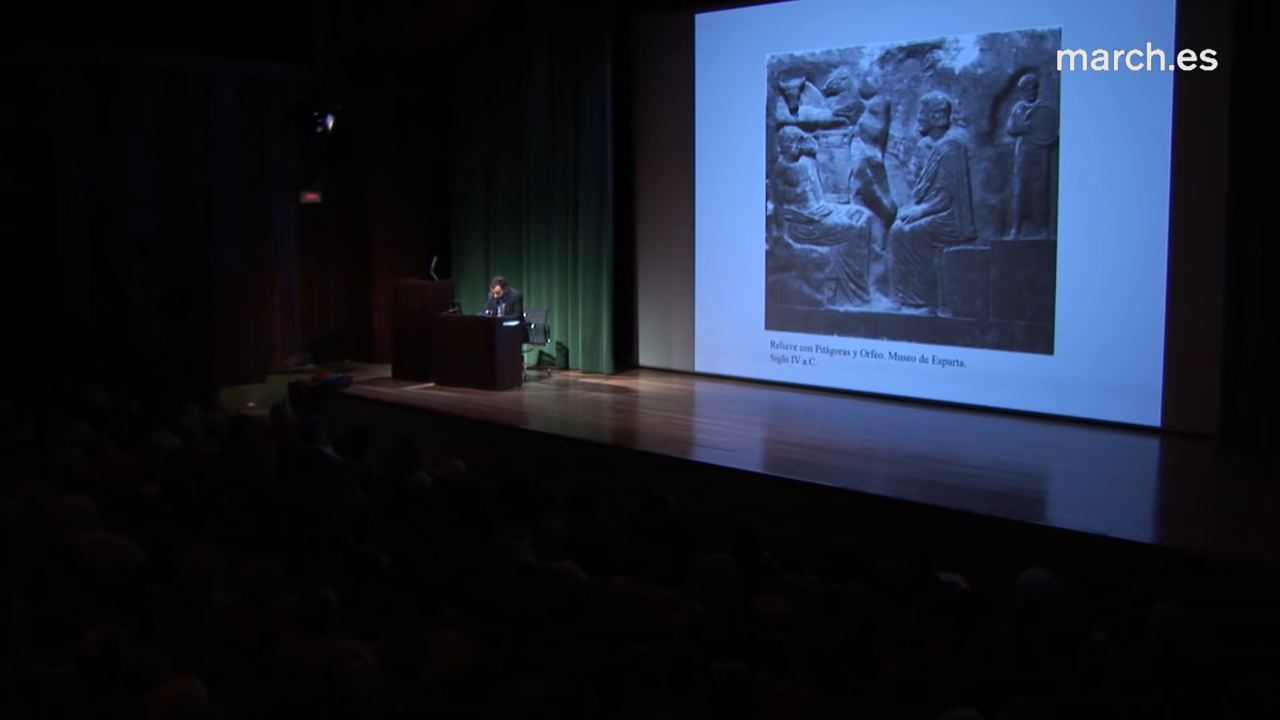 march.es
Relieve con Pitágoras y Orfeo. Museo de Esparta.
Siglo IV a.C.